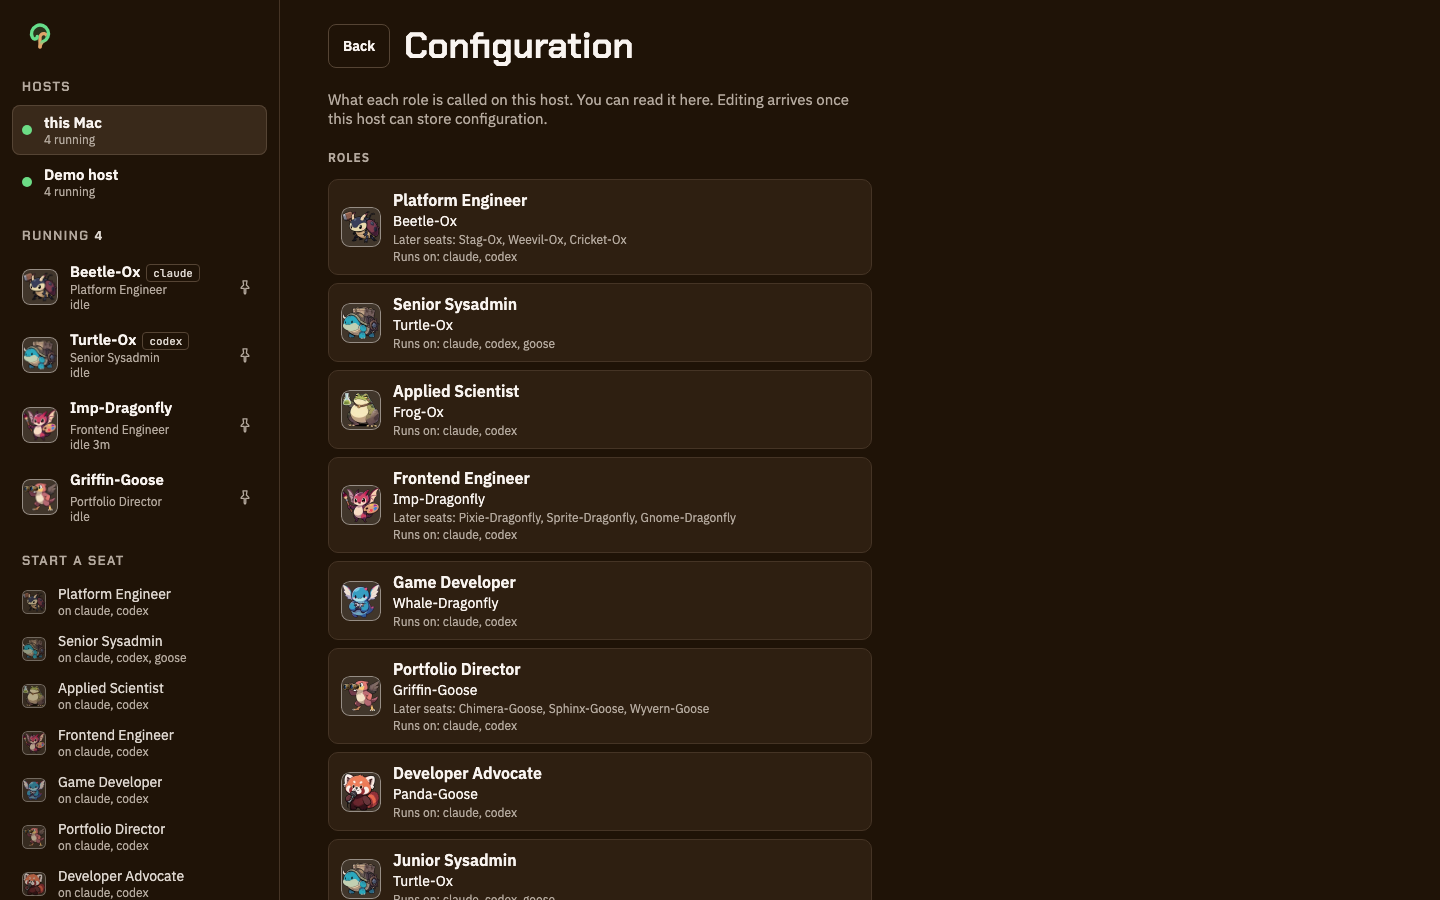 HOSTS
this Mac
4 running
Demo host
4 running
RUNNING 4
Beetle-Ox claude
Platform Engineer
idle
Turtle-Ox codex
Senior Sysadmin
idle
Imp-Dragonfly
Frontend Engineer
idle 3m
Griffin-Goose
Portfolio Director
idle
START A SEAT
Platform Engineer
on claude, codex
Senior Sysadmin
on claude, codex, goose
Applied Scientist
on claude, codex
Frontend Engineer
on claude, codex
Game Developer
on claude, codex
Portfolio Director
on claude, codex
Developer Advocate
on claude, codex
Back
Configuration
What each role is called on this host. You can read it here. Editing arrives once
this host can store configuration.
ROLES
Platform Engineer
Beetle-Ox
Later seats: Stag-Ox, Weevil-Ox, Cricket-Ox
Runs on: claude, codex
Senior Sysadmin
Turtle-Ox
Runs on: claude, codex, goose
Applied Scientist
Frog-Ox
Runs on: claude, codex
Frontend Engineer
Imp-Dragonfly
Later seats: Pixie-Dragonfly, Sprite-Dragonfly, Gnome-Dragonfly
Runs on: claude, codex
Game Developer
Whale-Dragonfly
Runs on: claude, codex
Portfolio Director
Griffin-Goose
Later seats: Chimera-Goose, Sphinx-Goose, Wyvern-Goose
Runs on: claude, codex
Developer Advocate
Panda-Goose
Runs on: claude, codex
Junior Sysadmin
Turtle-Ox
Runs on: claude, codex, goose